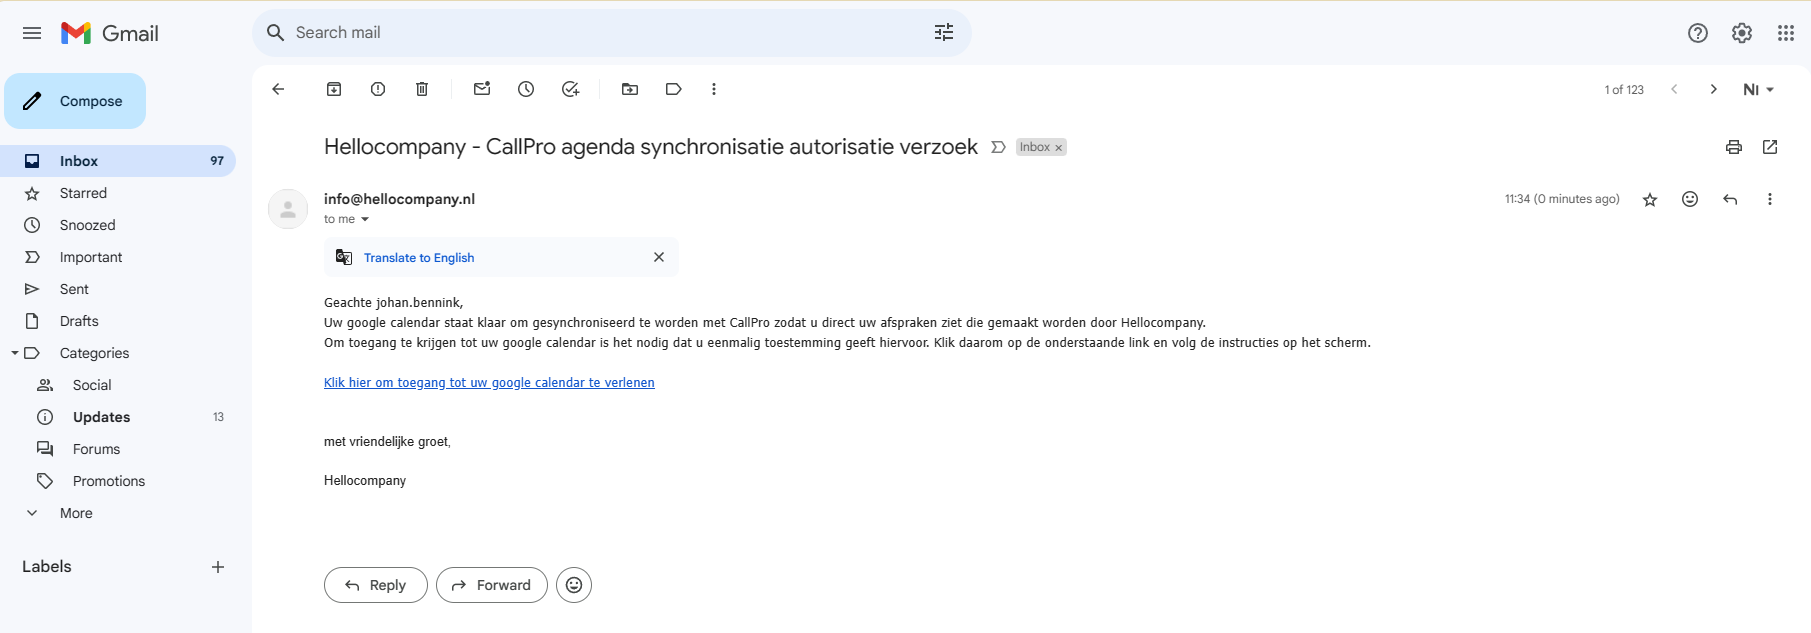 Gmail
Search mail
Compose
1 of 123
Inbox 97
Starred
Snoozed
Important
Sent
Drafts
Categories
Social
Updates 13
Forums
Promotions
More
Labels
Hellocompany - CallPro agenda synchronisatie autorisatie verzoek Inbox ×
info@hellocompany.nl 11:34 (0 minutes ago)
to me
Translate to English
Geachte johan.bennink,
Uw google calendar staat klaar om gesynchroniseerd te worden met CallPro zodat u direct uw afspraken ziet die gemaakt worden door Hellocompany.
Om toegang te krijgen tot uw google calendar is het nodig dat u eenmalig toestemming geeft hiervoor. Klik daarom op de onderstaande link en volg de instructies op het scherm.
Klik hier om toegang tot uw google calendar te verlenen
met vriendelijke groet,
Hellocompany
Reply
Forward